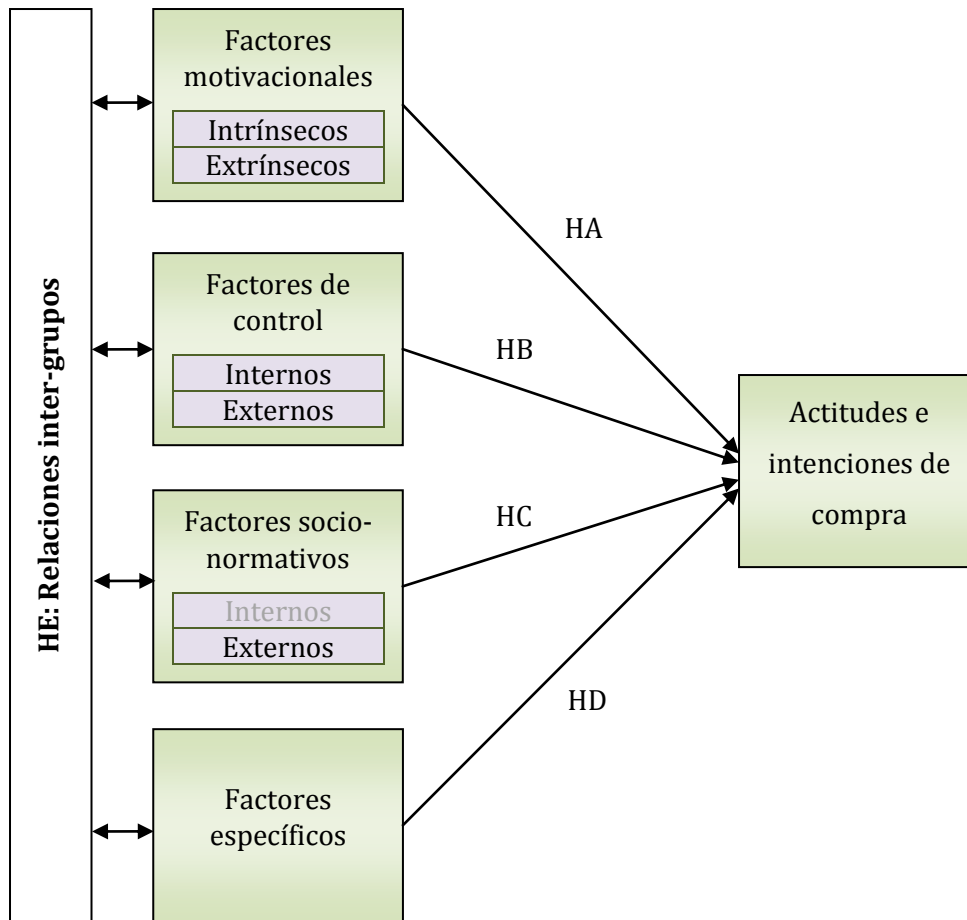 HE: Relaciones inter-grupos
Factores
motivacionales
Intrínsecos
Extrínsecos
HA
Factores de
control
Internos
Externos
HB
Factores socio-
normativos
Internos
Externos
HC
Factores
específicos
HD
Actitudes e
intenciones de
compra